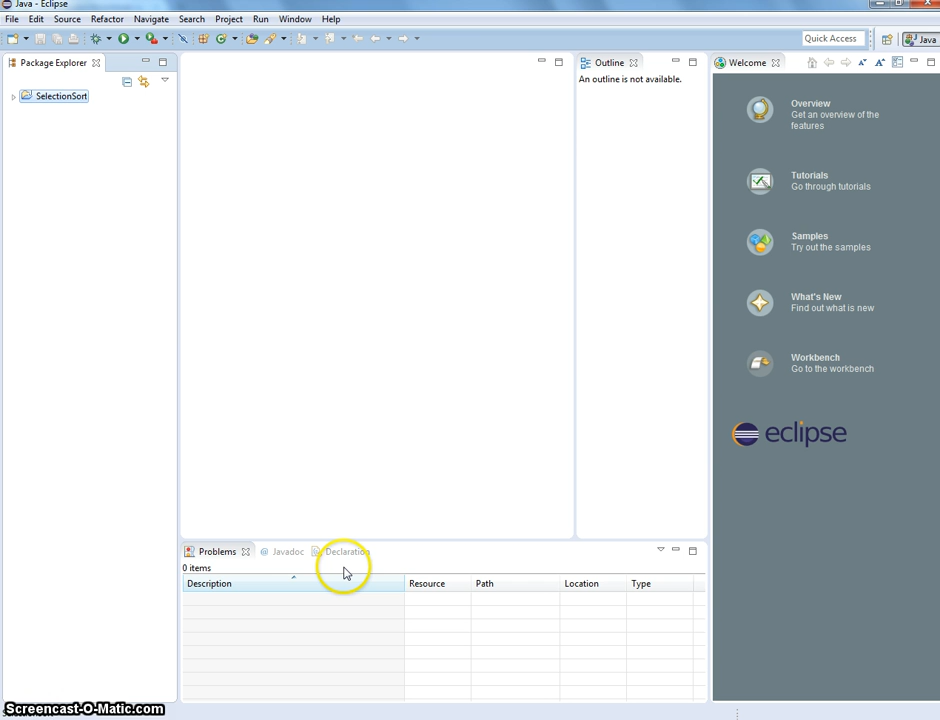 Java - Eclipse
File Edit Source Refactor Navigate Search Project Run Window Help
Quick Access Java
Package Explorer
SelectionSort
Outline
An outline is not available.
Welcome
Overview
Get an overview of the
features
Tutorials
Go through tutorials
Samples
Try out the samples
What's New
Find out what is new
Workbench
Go to the workbench
eclipse
Problems @ Javadoc Declaration
0 items
Description Resource Path Location Type
Screencast-O-Matic.com